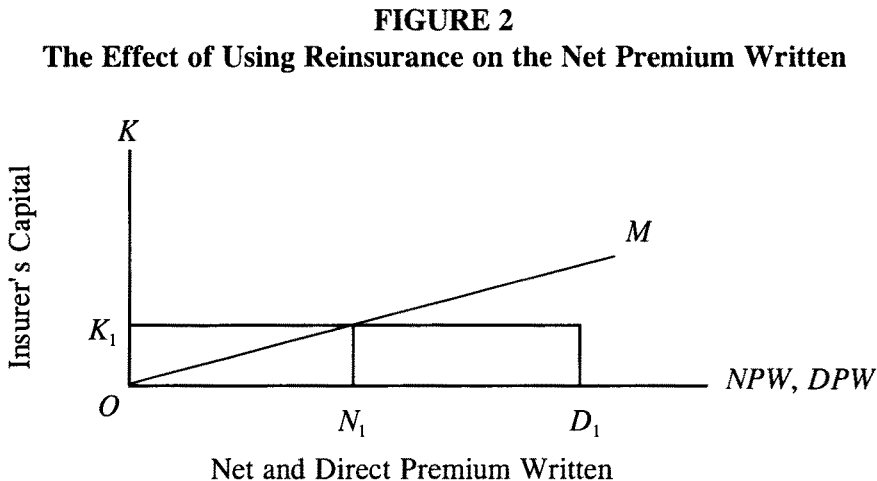 FIGURE 2
The Effect of Using Reinsurance on the Net Premium Written
K
Insurer's Capital
M
K₁
O
N₁
D₁
NPW, DPW
Net and Direct Premium Written